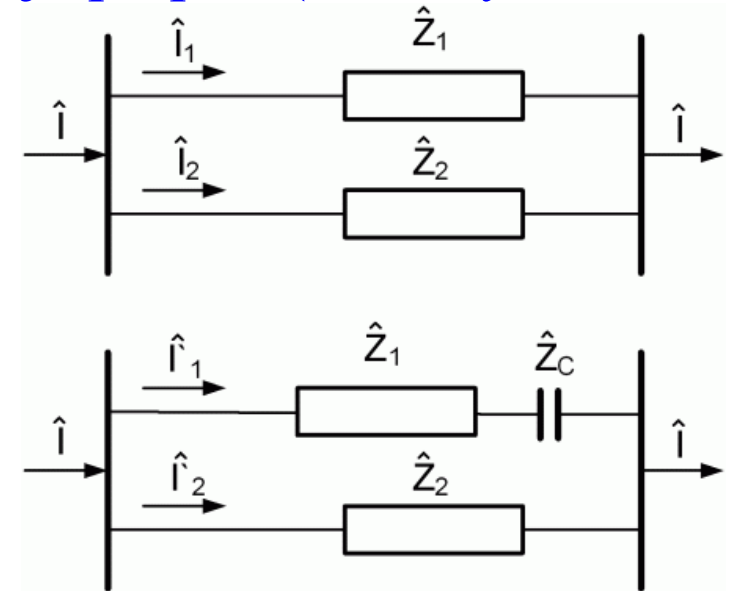 Î₁
Ẑ₁
Î
Î₂
Ẑ₂
Î
Î`₁
Ẑ₁
Ẑ_C
Î
Î`₂
Ẑ₂
Î